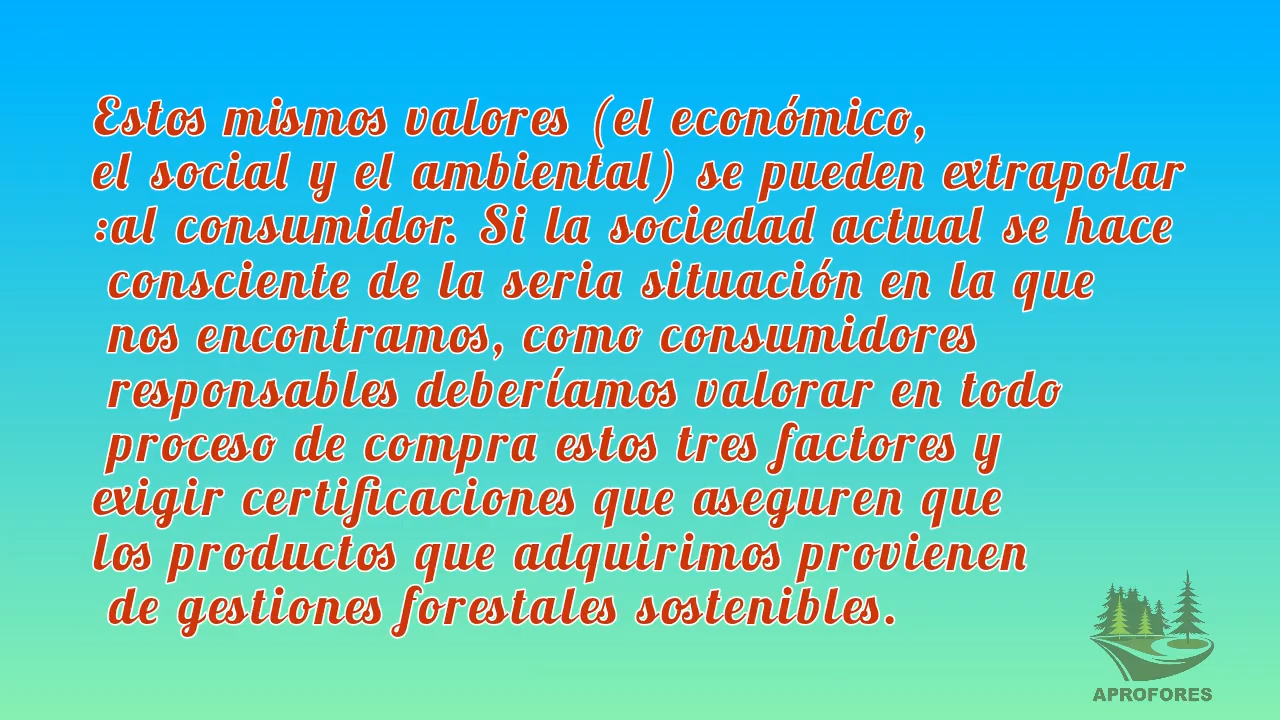 Estos mismos valores (el económico,
el social y el ambiental) se pueden extrapolar
:al consumidor. Si la sociedad actual se hace
consciente de la seria situación en la que
nos encontramos, como consumidores
responsables deberíamos valorar en todo
proceso de compra estos tres factores y
exigir certificaciones que aseguren que
los productos que adquirimos provienen
de gestiones forestales sostenibles.
APROFORES